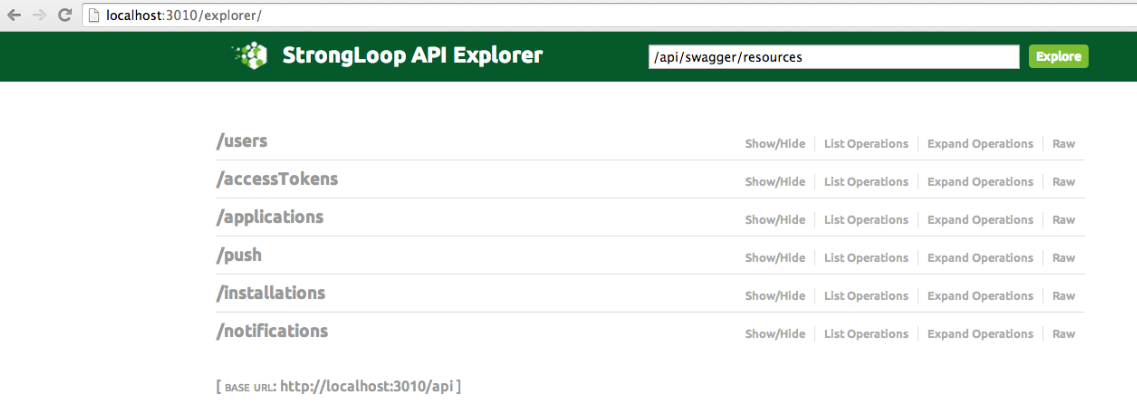 localhost:3010/explorer/
StrongLoop API Explorer /api/swagger/resources Explore
/users Show/Hide List Operations Expand Operations Raw
/accessTokens Show/Hide List Operations Expand Operations Raw
/applications Show/Hide List Operations Expand Operations Raw
/push Show/Hide List Operations Expand Operations Raw
/installations Show/Hide List Operations Expand Operations Raw
/notifications Show/Hide List Operations Expand Operations Raw
[ BASE URL: http://localhost:3010/api ]